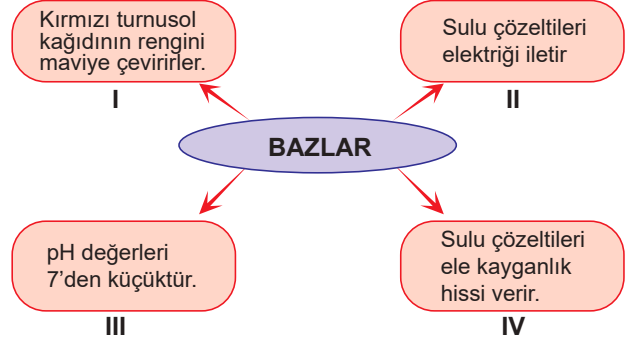 Kırmızı turnusol
kağıdının rengini
maviye çevirirler.
I
Sulu çözeltileri
elektriği iletir
II
BAZLAR
pH değerleri
7’den küçüktür.
III
Sulu çözeltileri
ele kayganlık
hissi verir.
IV